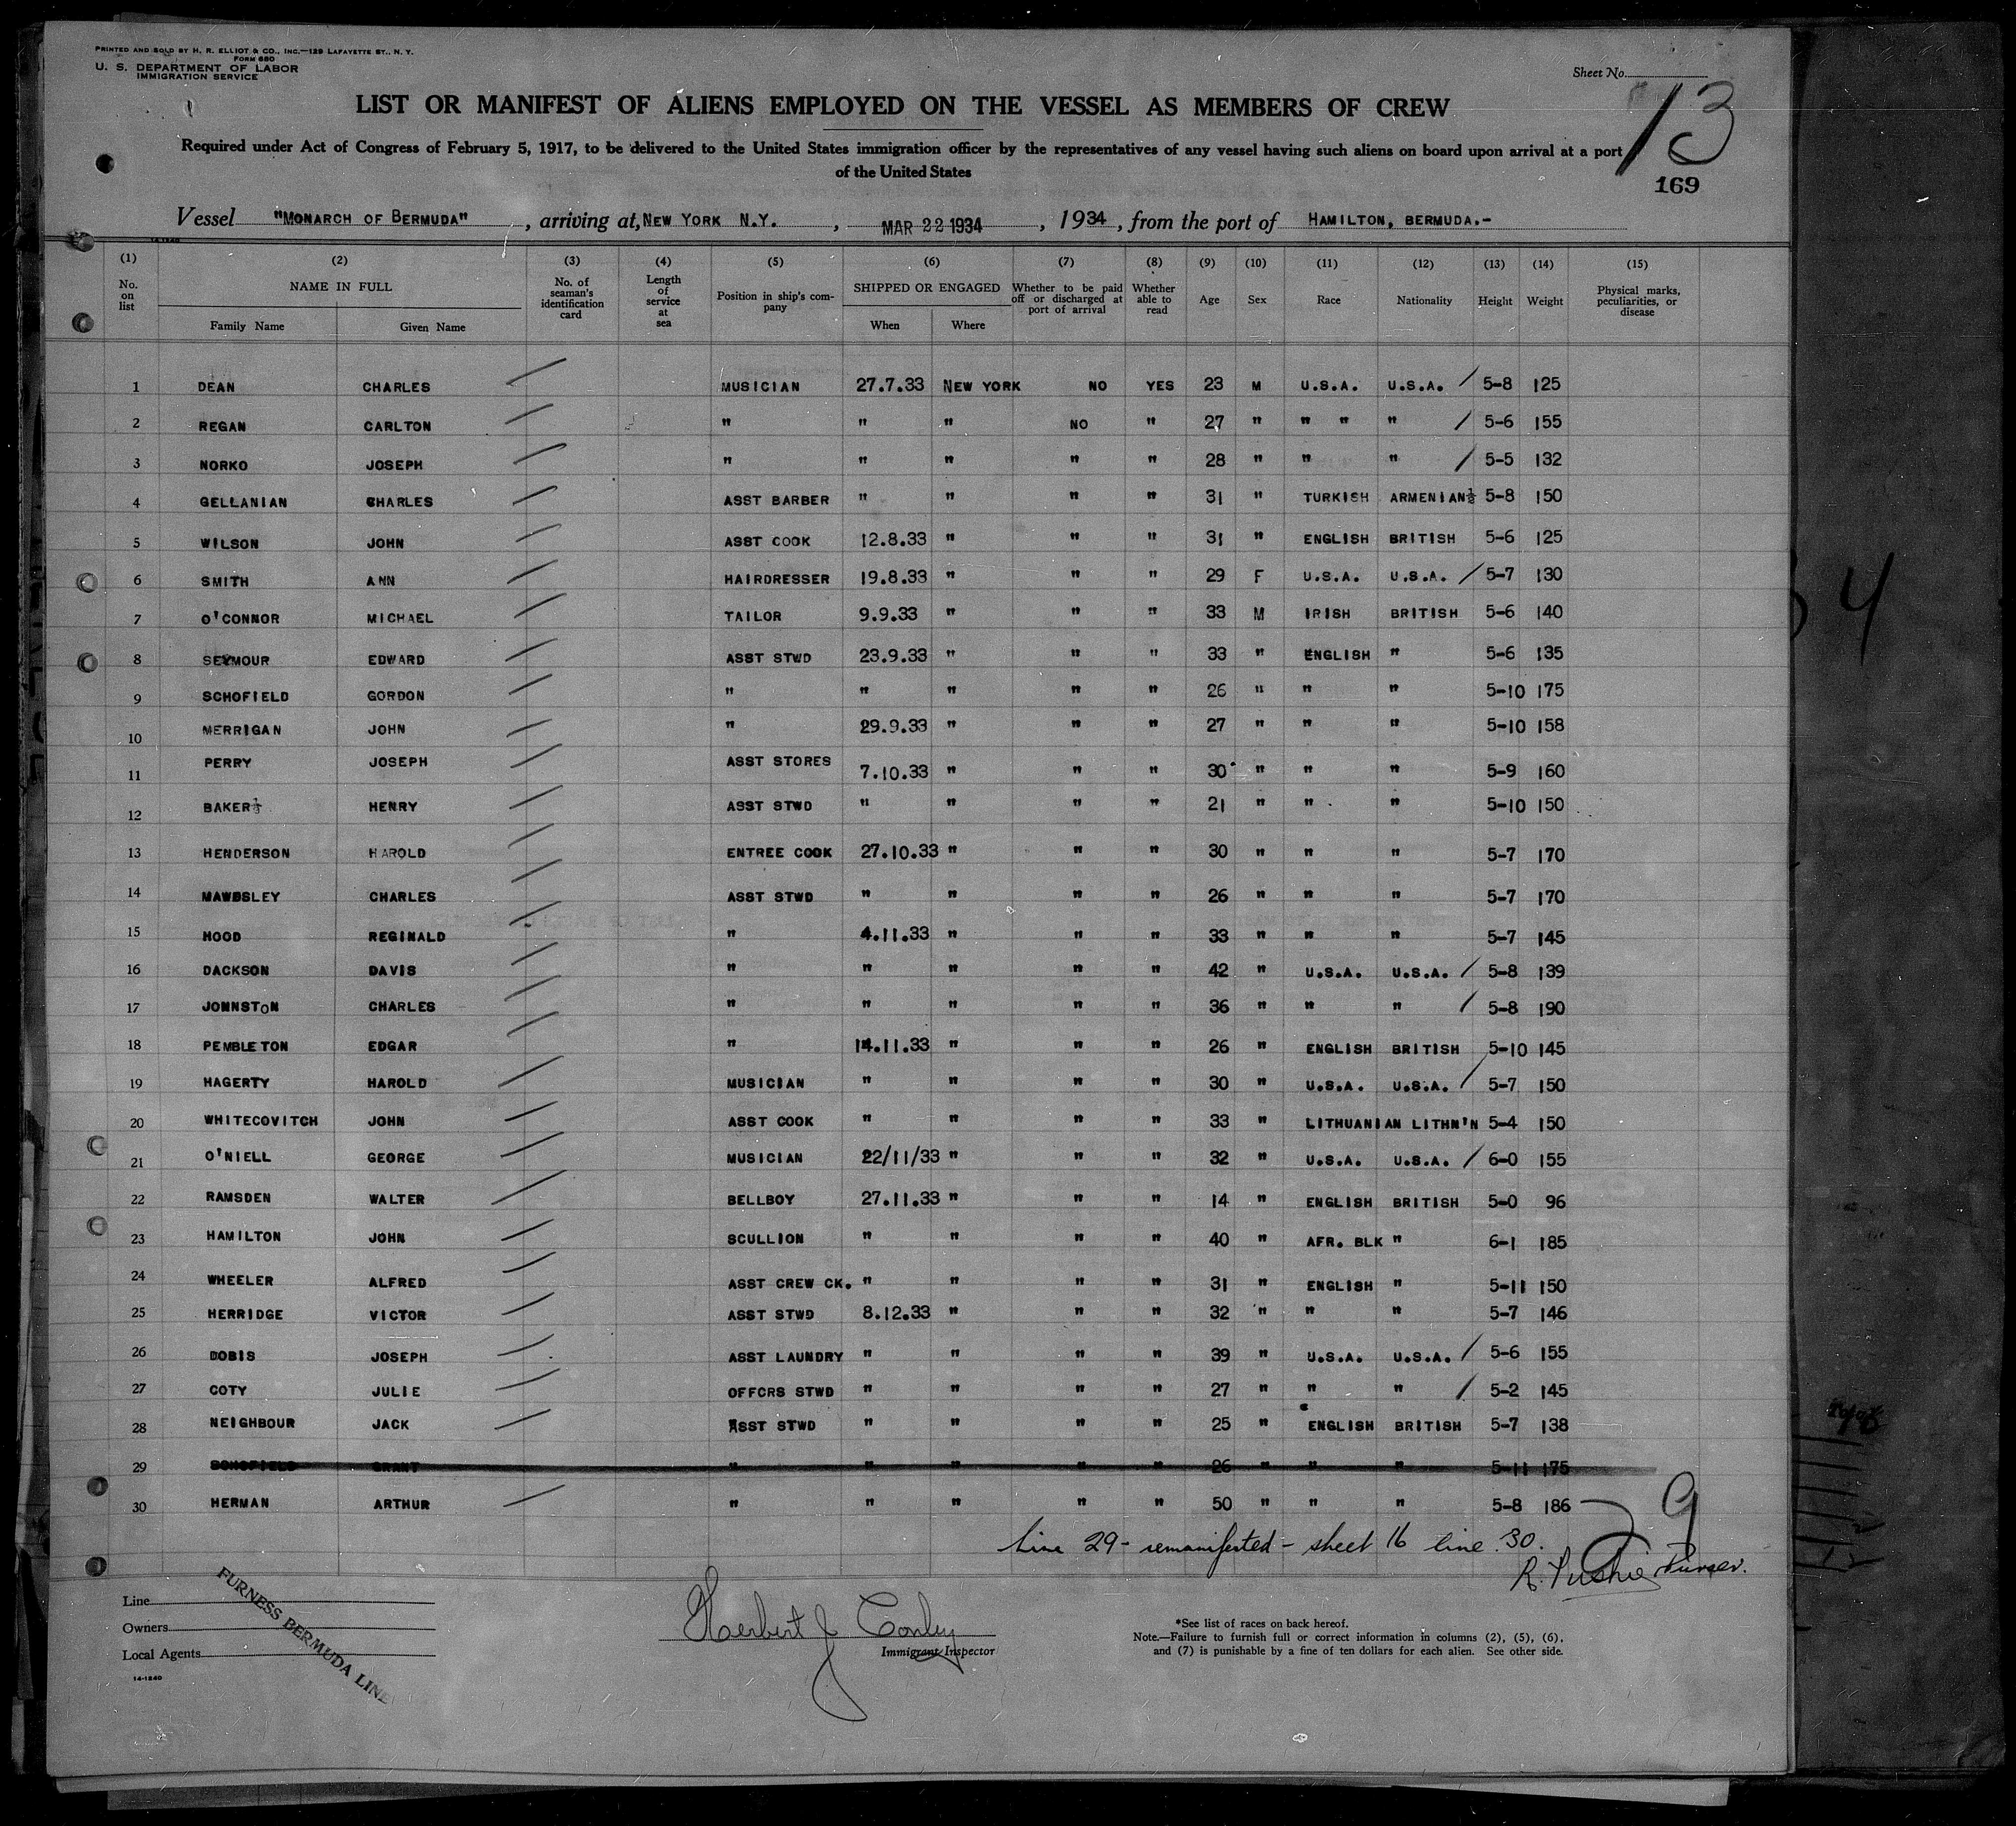 PRINTED AND SOLD BY H. R. ELLIOT & CO., INC.—129 LAFAYETTE ST., N. Y.
FORM 680
U. S. DEPARTMENT OF LABOR
IMMIGRATION SERVICE
Sheet No.
13
LIST OR MANIFEST OF ALIENS EMPLOYED ON THE VESSEL AS MEMBERS OF CREW
Required under Act of Congress of February 5, 1917, to be delivered to the United States immigration officer by the representatives of any vessel having such aliens on board upon arrival at a port
of the United States
169
Vessel "MONARCH OF BERMUDA", arriving at, NEW YORK N.Y., MAR 22 1934, 1934, from the port of HAMILTON, BERMUDA.-
14-1240
(1) (2) (3) (4) (5) (6) (7) (8) (9) (10) (11) (12) (13) (14) (15)
No. on list NAME IN FULL No. of seaman's identification card Length of service at sea Position in ship's company SHIPPED OR ENGAGED Whether to be paid off or discharged at port of arrival Whether able to read Age Sex Race Nationality Height Weight Physical marks, peculiarities, or disease
Family Name Given Name When Where
1 DEAN CHARLES MUSICIAN 27.7.33 NEW YORK NO YES 23 M U.S.A. U.S.A. / 5-8 125
2 REGAN CARLTON " " " NO " 27 " " " " / 5-6 155
3 NORKO JOSEPH " " " " " 28 " " " / 5-5 132
4 GELLANIAN CHARLES ASST BARBER " " " " 31 " TURKISH ARMENIAN½ 5-8 150
5 WILSON JOHN ASST COOK 12.8.33 " " " 31 " ENGLISH BRITISH 5-6 125
6 SMITH ANN HAIRDRESSER 19.8.33 " " " 29 F U.S.A. U.S.A. / 5-7 130
7 O'CONNOR MICHAEL TAILOR 9.9.33 " " " 33 M IRISH BRITISH 5-6 140
8 SEYMOUR EDWARD ASST STWD 23.9.33 " " " 33 " ENGLISH " 5-6 135
9 SCHOFIELD GORDON " " " " " 26 " " " 5-10 175
10 MERRIGAN JOHN " 29.9.33 " " " 27 " " " 5-10 158
11 PERRY JOSEPH ASST STORES 7.10.33 " " " 30 " " " 5-9 160
12 BAKER½ HENRY ASST STWD " " " " 21 " " " 5-10 150
13 HENDERSON HAROLD ENTREE COOK 27.10.33 " " " 30 " " " 5-7 170
14 MAWDSLEY CHARLES ASST STWD " " " " 26 " " " 5-7 170
15 HOOD REGINALD " 4.11.33 " " " 33 " " " 5-7 145
16 DACKSON DAVIS " " " " " 42 " U.S.A. U.S.A. / 5-8 139
17 JOHNSTON CHARLES " " " " " 36 " " " / 5-8 190
18 PEMBLETON EDGAR " 14.11.33 " " " 26 " ENGLISH BRITISH 5-10 145
19 HAGERTY HAROLD MUSICIAN " " " " 30 " U.S.A. U.S.A. / 5-7 150
20 WHITECOVITCH JOHN ASST COOK " " " " 33 " LITHUANIAN LITHN'N 5-4 150
21 O'NIELL GEORGE MUSICIAN 22/11/33 " " " 32 " U.S.A. U.S.A. / 6-0 155
22 RAMSDEN WALTER BELLBOY 27.11.33 " " " 14 " ENGLISH BRITISH 5-0 96
23 HAMILTON JOHN SCULLION " " " " 40 " AFR. BLK " 6-1 185
24 WHEELER ALFRED ASST CREW CK. " " " " 31 " ENGLISH " 5-11 150
25 HERRIDGE VICTOR ASST STWD 8.12.33 " " " 32 " " " 5-7 146
26 DOBIS JOSEPH ASST LAUNDRY " " " " 39 " U.S.A. U.S.A. / 5-6 155
27 COTY JULIE OFFCRS STWD " " " " 27 " " " / 5-2 145
28 NEIGHBOUR JACK ASST STWD " " " " 25 " ENGLISH BRITISH 5-7 138
29 SCHOFIELD GRANT " " " " " 26 " " " 5-11 175
30 HERMAN ARTHUR " " " " " 50 " " " 5-8 186
9
Line 29 - remanifested - sheet 16 line 30.
Purser.
Line
Owners
Local Agents
FURNESS BERMUDA LINE
14-1240
Herbert J Conley
Immigrant Inspector
*See list of races on back hereof.
Note.—Failure to furnish full or correct information in columns (2), (5), (6),
and (7) is punishable by a fine of ten dollars for each alien. See other side.